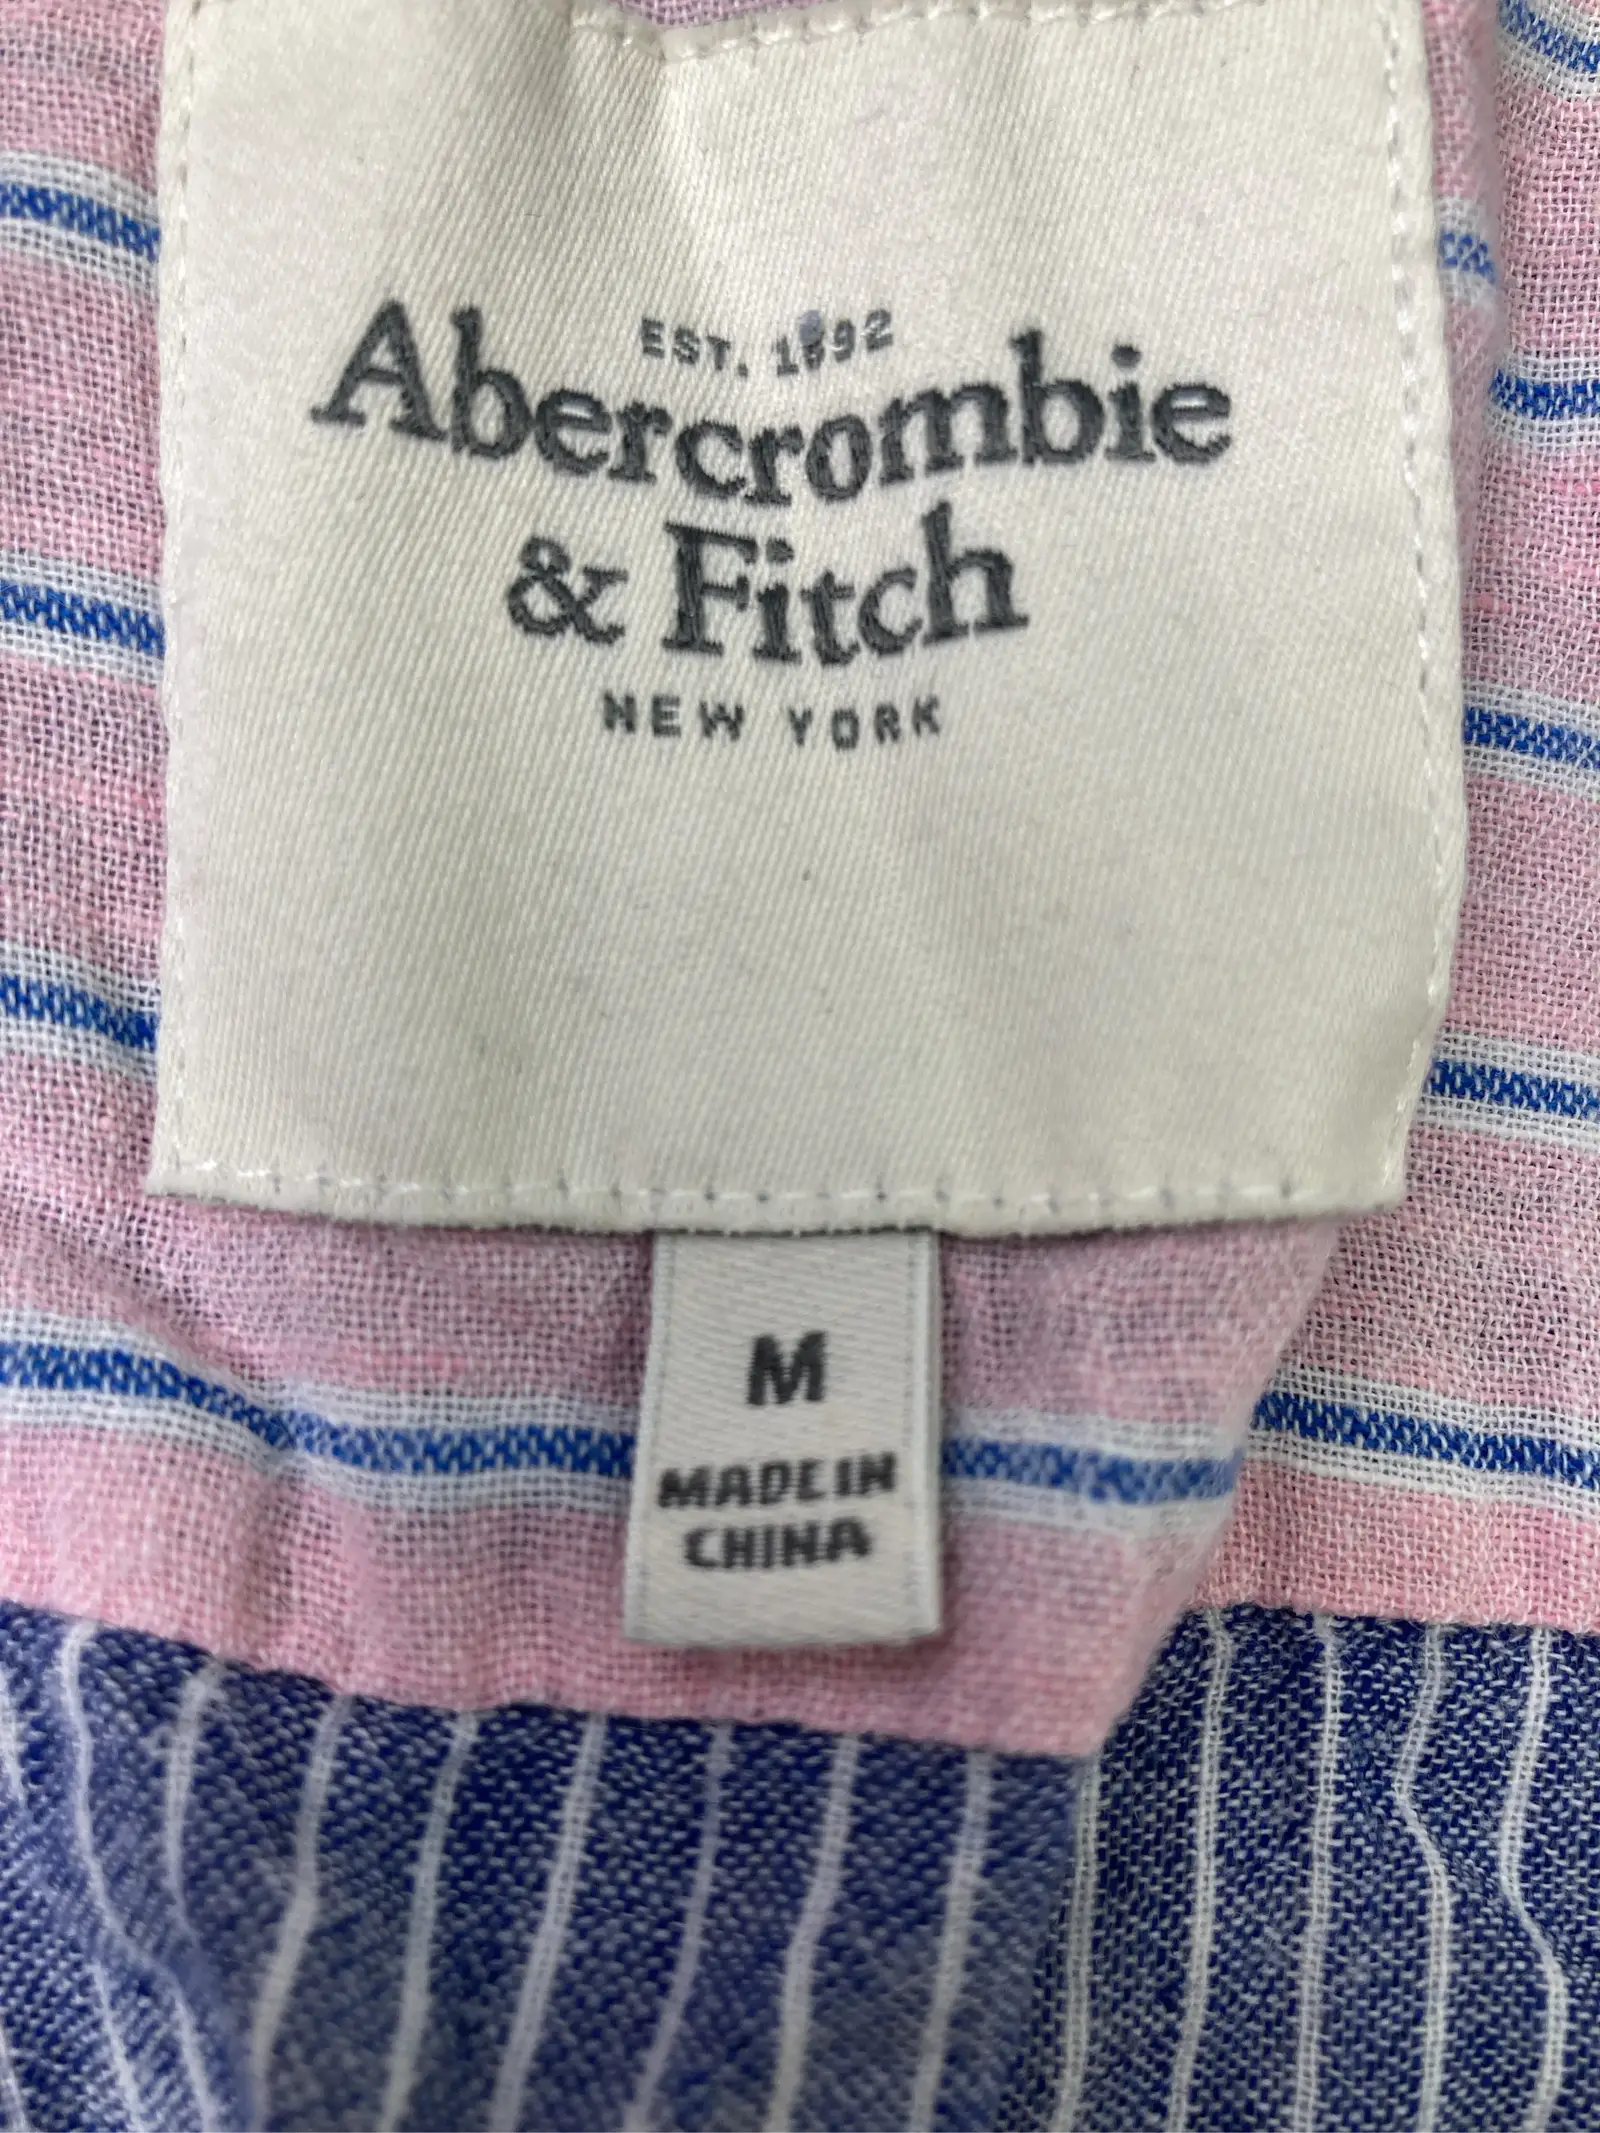 EST. 1892
Abercrombie
& Fitch
NEW YORK
M
MADE IN
CHINA